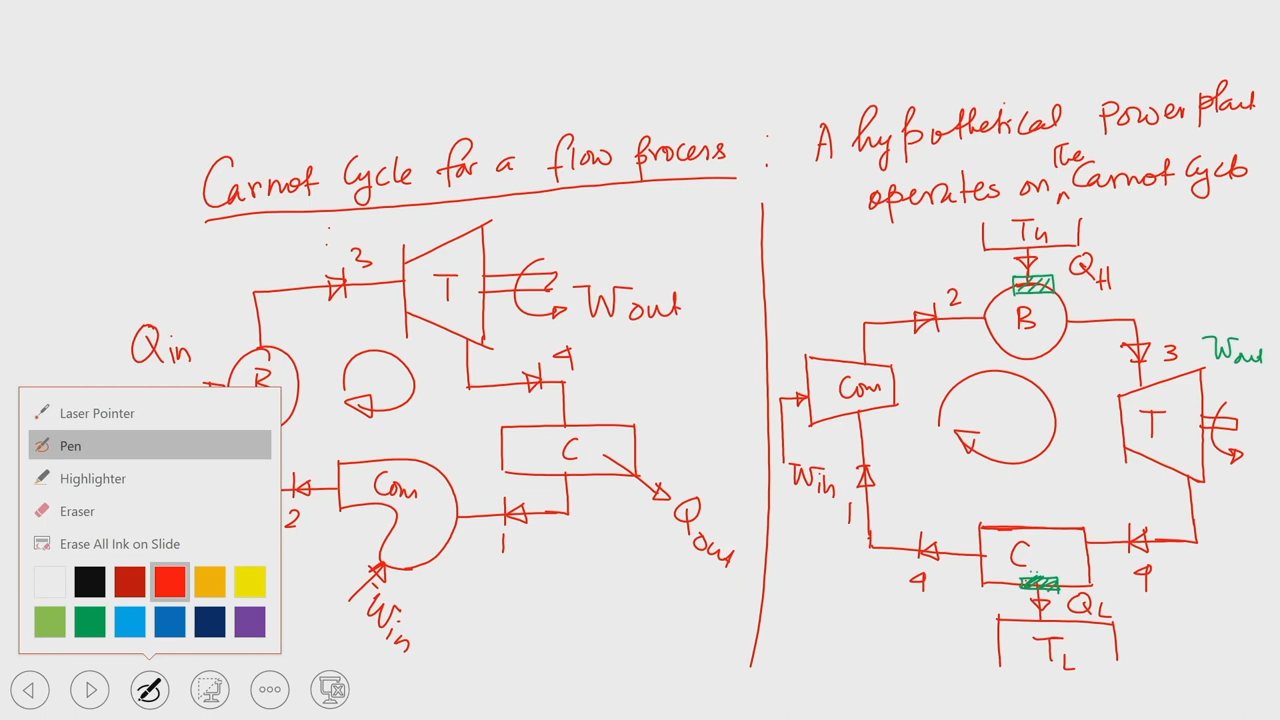 Carnot Cycle for a flow process :
A hypothetical Power plant
operates on The Carnot Cycle
3
T
Wout
Qin
B
4
C
Qout
1
Com
2
Win
Laser Pointer
Pen
Highlighter
Eraser
Erase All Ink on Slide
TH
QH
B
2
3
Wout
Com
T
Win
1
C
4
4
QL
TL